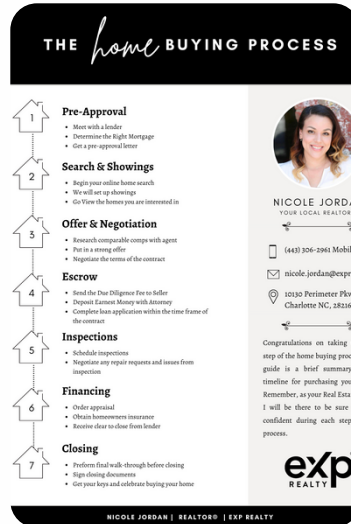 THE home BUYING PROCESS
1
Pre-Approval
Meet with a lender
Determine the Right Mortgage
Get a pre-approval letter
2
Search & Showings
Begin your online home search
We will set up showings
Go View the homes you are interested in
3
Offer & Negotiation
Research comparable comps with agent
Put in a strong offer
Negotiate the terms of the contract
4
Escrow
Send the Due Diligence Fee to Seller
Deposit Earnest Money with Attorney
Complete loan application within the time frame of
the contract
5
Inspections
Schedule inspections
Negotiate any repair requests and issues from
inspection
6
Financing
Order appraisal
Obtain homeowners insurance
Receive clear to close from lender
7
Closing
Preform final walk-through before closing
Sign closing documents
Get your keys and celebrate buying your home
NICOLE JORDA
YOUR LOCAL REALTOR
(443) 306-2961 Mobil
nicole.jordan@expr
10130 Perimeter Pkw
Charlotte NC, 28216
Congratulations on taking
step of the home buying proc
guide is a brief summary
timeline for purchasing you
Remember, as your Real Esta
I will be there to be sure
confident during each step
process.
exp
REALTY
NICOLE JORDAN | REALTOR® | EXP REALTY